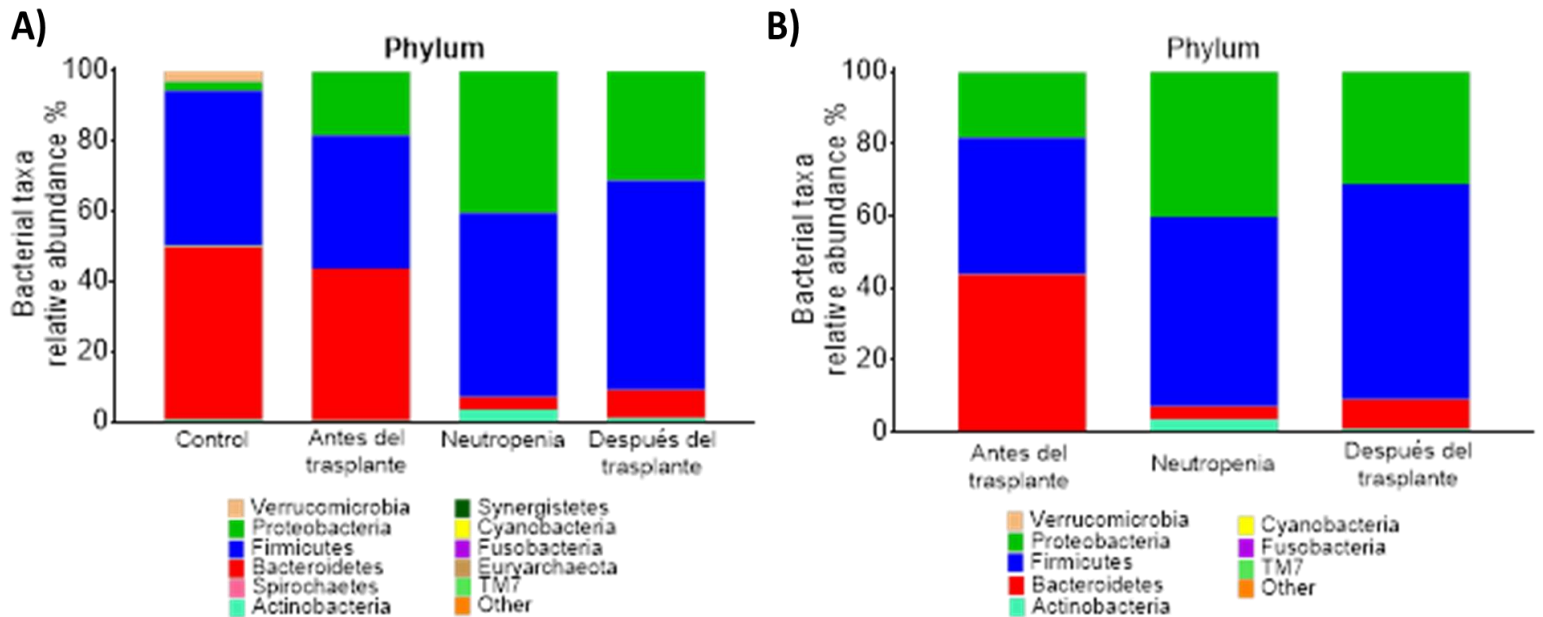 A)
Phylum
Bacterial taxa
relative abundance %
100
80
60
40
20
0
Control
Antes del
trasplante
Neutropenia
Después del
trasplante
Verrucomicrobia
Proteobacteria
Firmicutes
Bacteroidetes
Spirochaetes
Actinobacteria
Synergistetes
Cyanobacteria
Fusobacteria
Euryarchaeota
TM7
Other
B)
Phylum
Bacterial taxa
relative abundance %
100
80
60
40
20
0
Antes del
trasplante
Neutropenia
Después del
trasplante
Verrucomicrobia
Proteobacteria
Firmicutes
Bacteroidetes
Actinobacteria
Cyanobacteria
Fusobacteria
TM7
Other